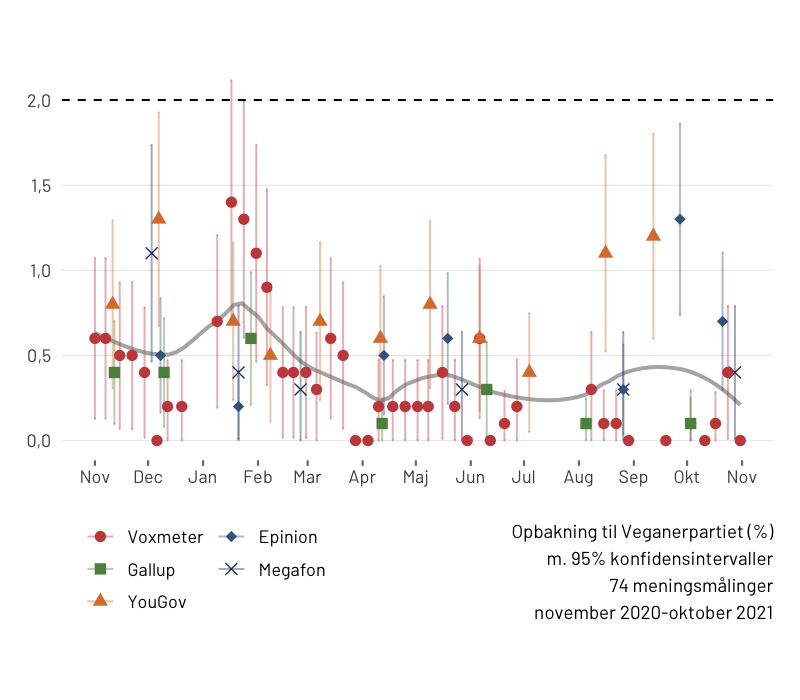 2,0
1,5
1,0
0,5
0,0
Nov Dec Jan Feb Mar Apr Maj Jun Jul Aug Sep Okt Nov
Voxmeter Epinion
Gallup Megafon
YouGov
Opbakning til Veganerpartiet (%)
m. 95% konfidensintervaller
74 meningsmålinger
november 2020-oktober 2021